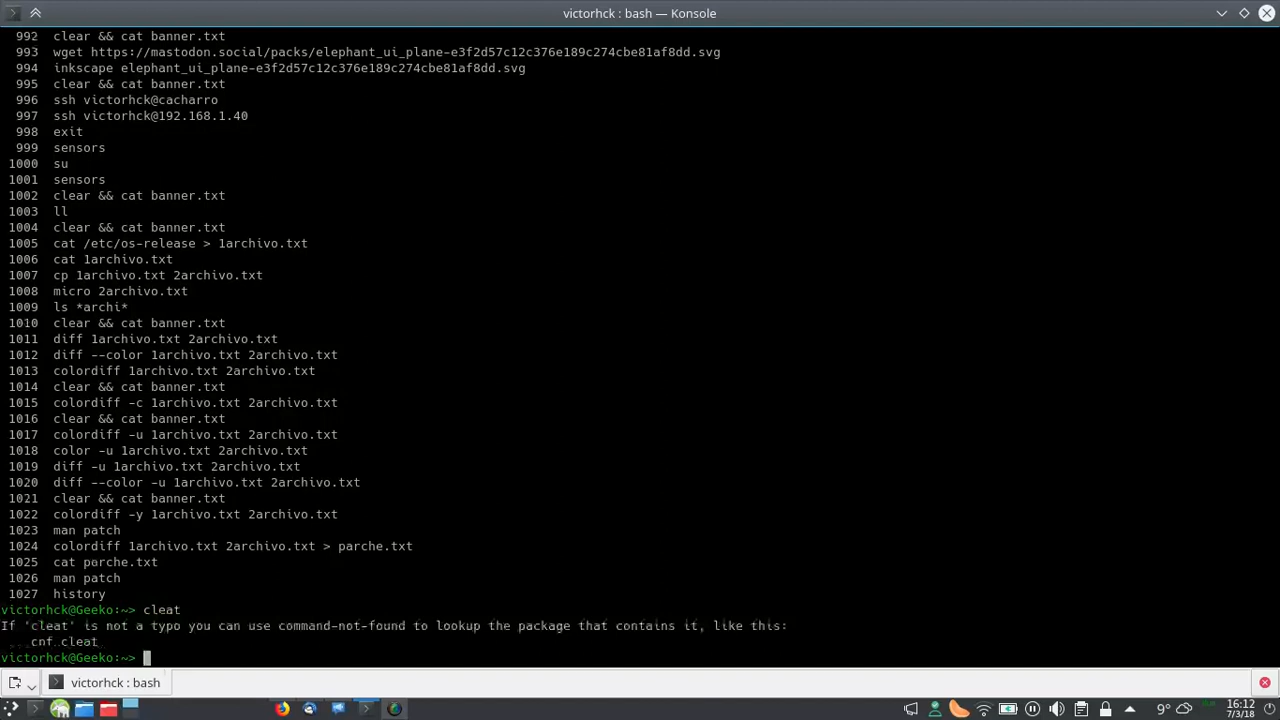 victorhck : bash — Konsole
992 clear && cat banner.txt
993 wget https://mastodon.social/packs/elephant_ui_plane-e3f2d57c12c376e189c274cbe81af8dd.svg
994 inkscape elephant_ui_plane-e3f2d57c12c376e189c274cbe81af8dd.svg
995 clear && cat banner.txt
996 ssh victorhck@cacharro
997 ssh victorhck@192.168.1.40
998 exit
999 sensors
1000 su
1001 sensors
1002 clear && cat banner.txt
1003 ll
1004 clear && cat banner.txt
1005 cat /etc/os-release > 1archivo.txt
1006 cat 1archivo.txt
1007 cp 1archivo.txt 2archivo.txt
1008 micro 2archivo.txt
1009 ls *archi*
1010 clear && cat banner.txt
1011 diff 1archivo.txt 2archivo.txt
1012 diff --color 1archivo.txt 2archivo.txt
1013 colordiff 1archivo.txt 2archivo.txt
1014 clear && cat banner.txt
1015 colordiff -c 1archivo.txt 2archivo.txt
1016 clear && cat banner.txt
1017 colordiff -u 1archivo.txt 2archivo.txt
1018 color -u 1archivo.txt 2archivo.txt
1019 diff -u 1archivo.txt 2archivo.txt
1020 diff --color -u 1archivo.txt 2archivo.txt
1021 clear && cat banner.txt
1022 colordiff -y 1archivo.txt 2archivo.txt
1023 man patch
1024 colordiff 1archivo.txt 2archivo.txt > parche.txt
1025 cat parche.txt
1026 man patch
1027 history
victorhck@Geeko:~> cleat
If 'cleat' is not a typo you can use command-not-found to lookup the package that contains it, like this:
cnf cleat
victorhck@Geeko:~>
victorhck : bash
9° 16:12
7/3/18